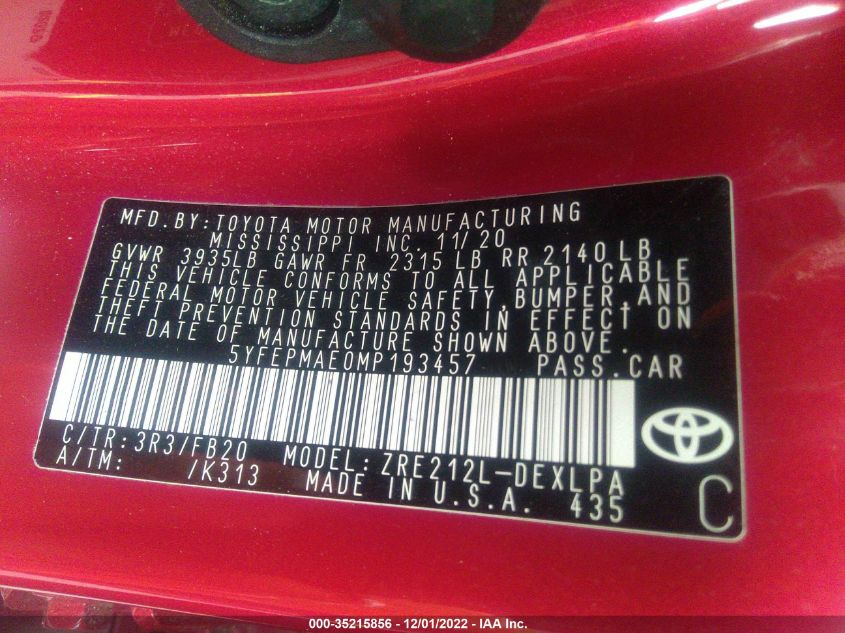 MFD. BY: TOYOTA MOTOR MANUFACTURING
MISSISSIPPI INC. 11/20
GVWR 3935LB GAWR FR 2315 LB RR 2140 LB
THIS VEHICLE CONFORMS TO ALL APPLICABLE
FEDERAL MOTOR VEHICLE SAFETY, BUMPER, AND
THEFT PREVENTION STANDARDS IN EFFECT ON
THE DATE OF MANUFACTURE SHOWN ABOVE.
5YFEPMAE0MP193457 PASS. CAR
C/TR: 3R3/FB20 MODEL: ZRE212L-DEXLPA
A/TM: /K313 MADE IN U.S.A. 435
C
000-35215856 - 12/01/2022 - IAA Inc.